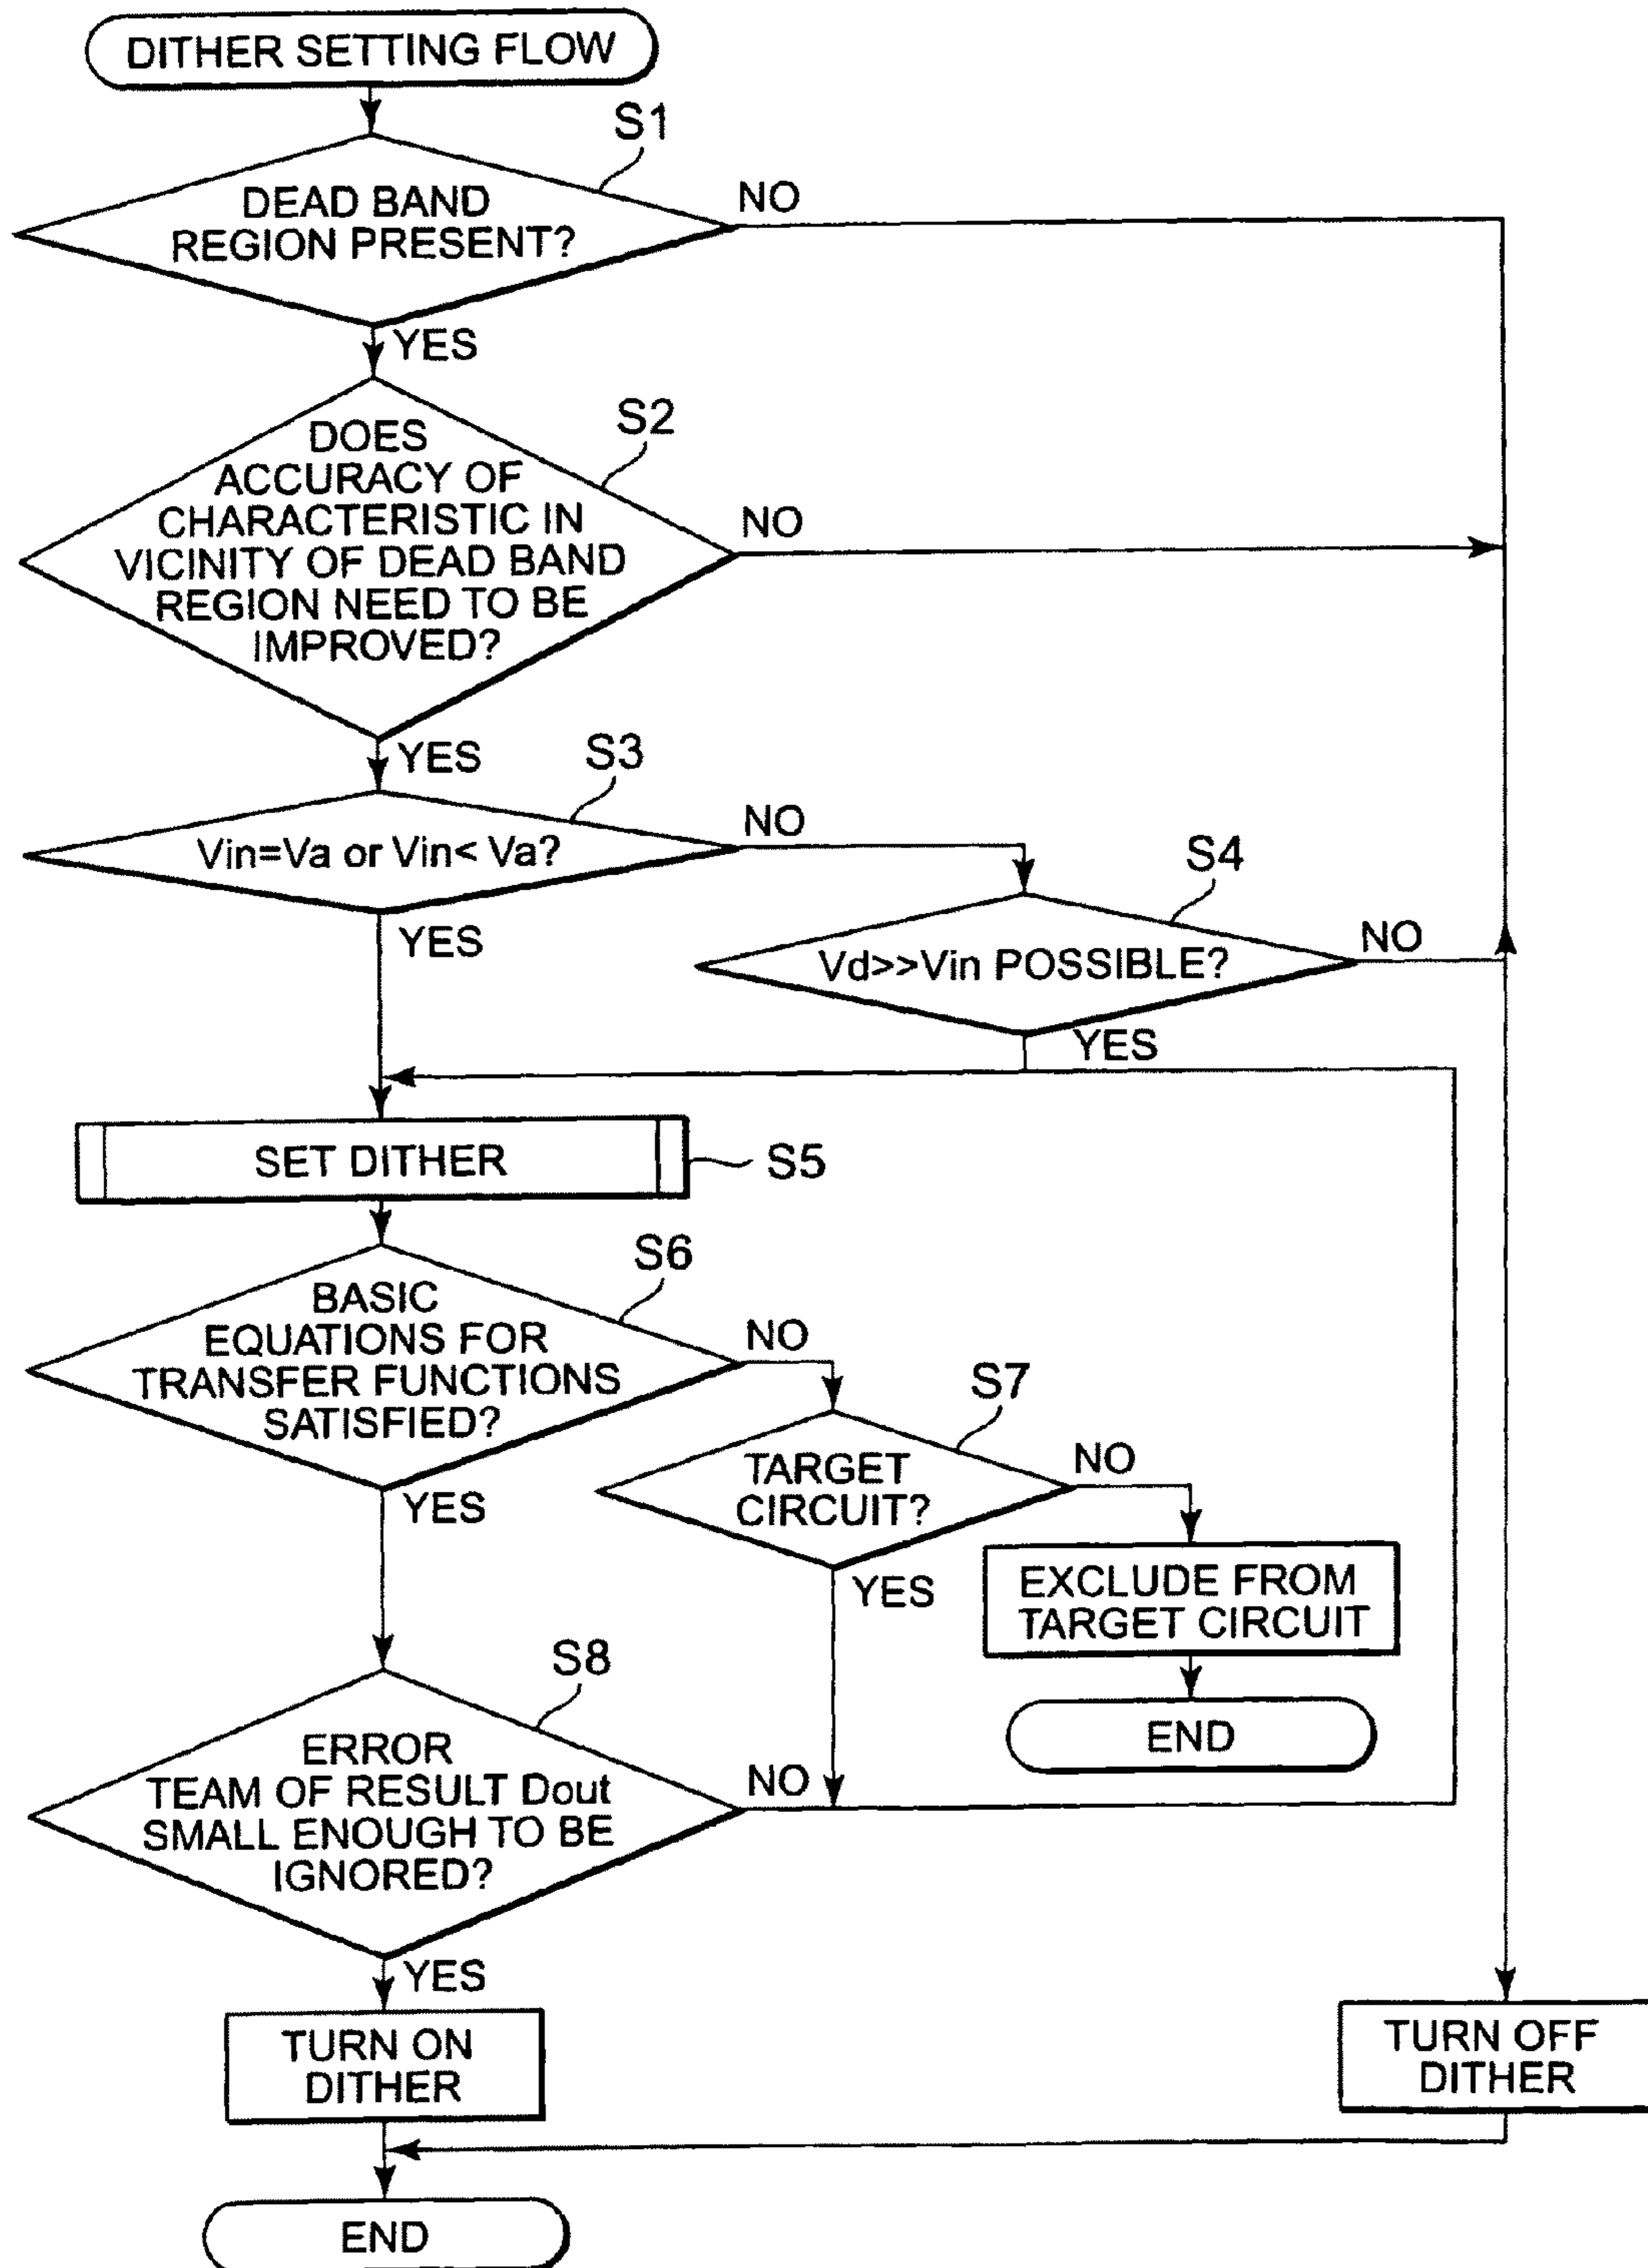 DITHER SETTING FLOW
S1
DEAD BAND
REGION PRESENT?
NO
YES
S2
DOES
ACCURACY OF
CHARACTERISTIC IN
VICINITY OF DEAD BAND
REGION NEED TO BE
IMPROVED?
NO
YES
S3
Vin=Va or Vin< Va?
NO
YES
S4
Vd>>Vin POSSIBLE?
NO
YES
SET DITHER
S5
S6
BASIC
EQUATIONS FOR
TRANSFER FUNCTIONS
SATISFIED?
NO
YES
S7
TARGET
CIRCUIT?
NO
YES
EXCLUDE FROM
TARGET CIRCUIT
END
S8
ERROR
TEAM OF RESULT Dout
SMALL ENOUGH TO BE
IGNORED?
NO
YES
TURN ON
DITHER
TURN OFF
DITHER
END